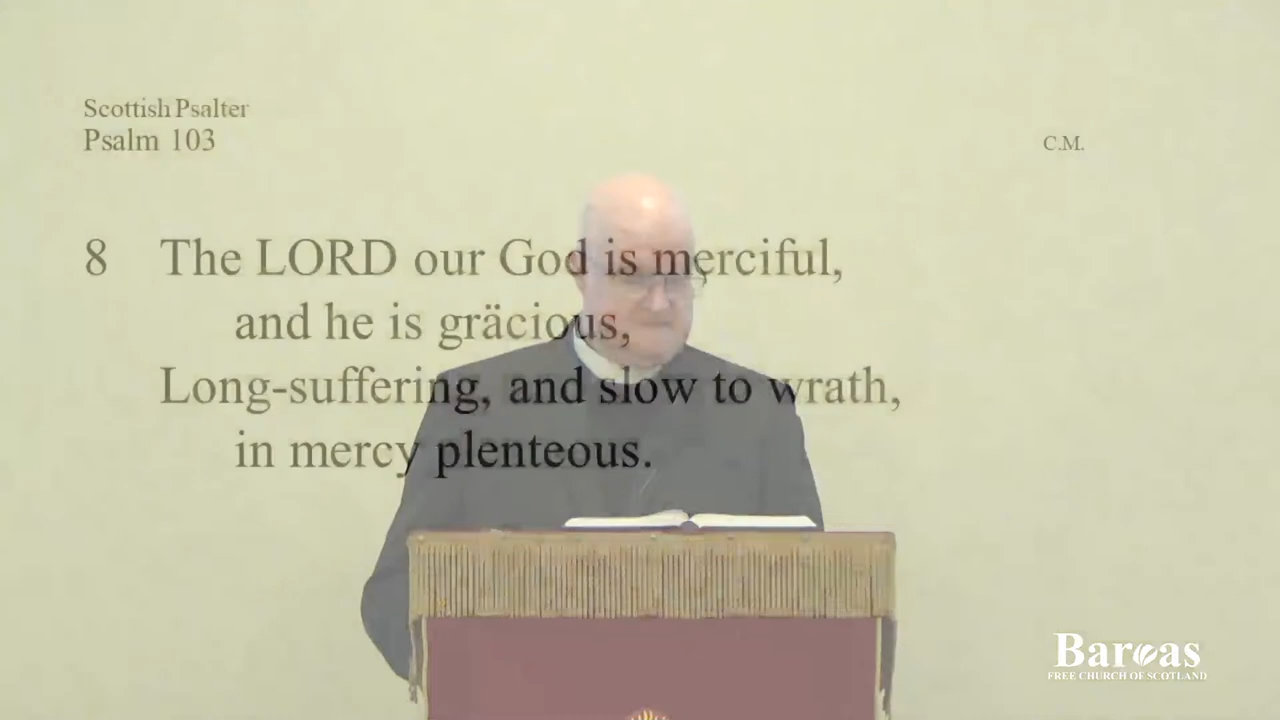 Scottish Psalter
Psalm 103
C.M.
8 The LORD our God is merciful,
and he is gräcious,
Long-suffering, and slow to wrath,
in mercy plenteous.
Barvas
FREE CHURCH OF SCOTLAND